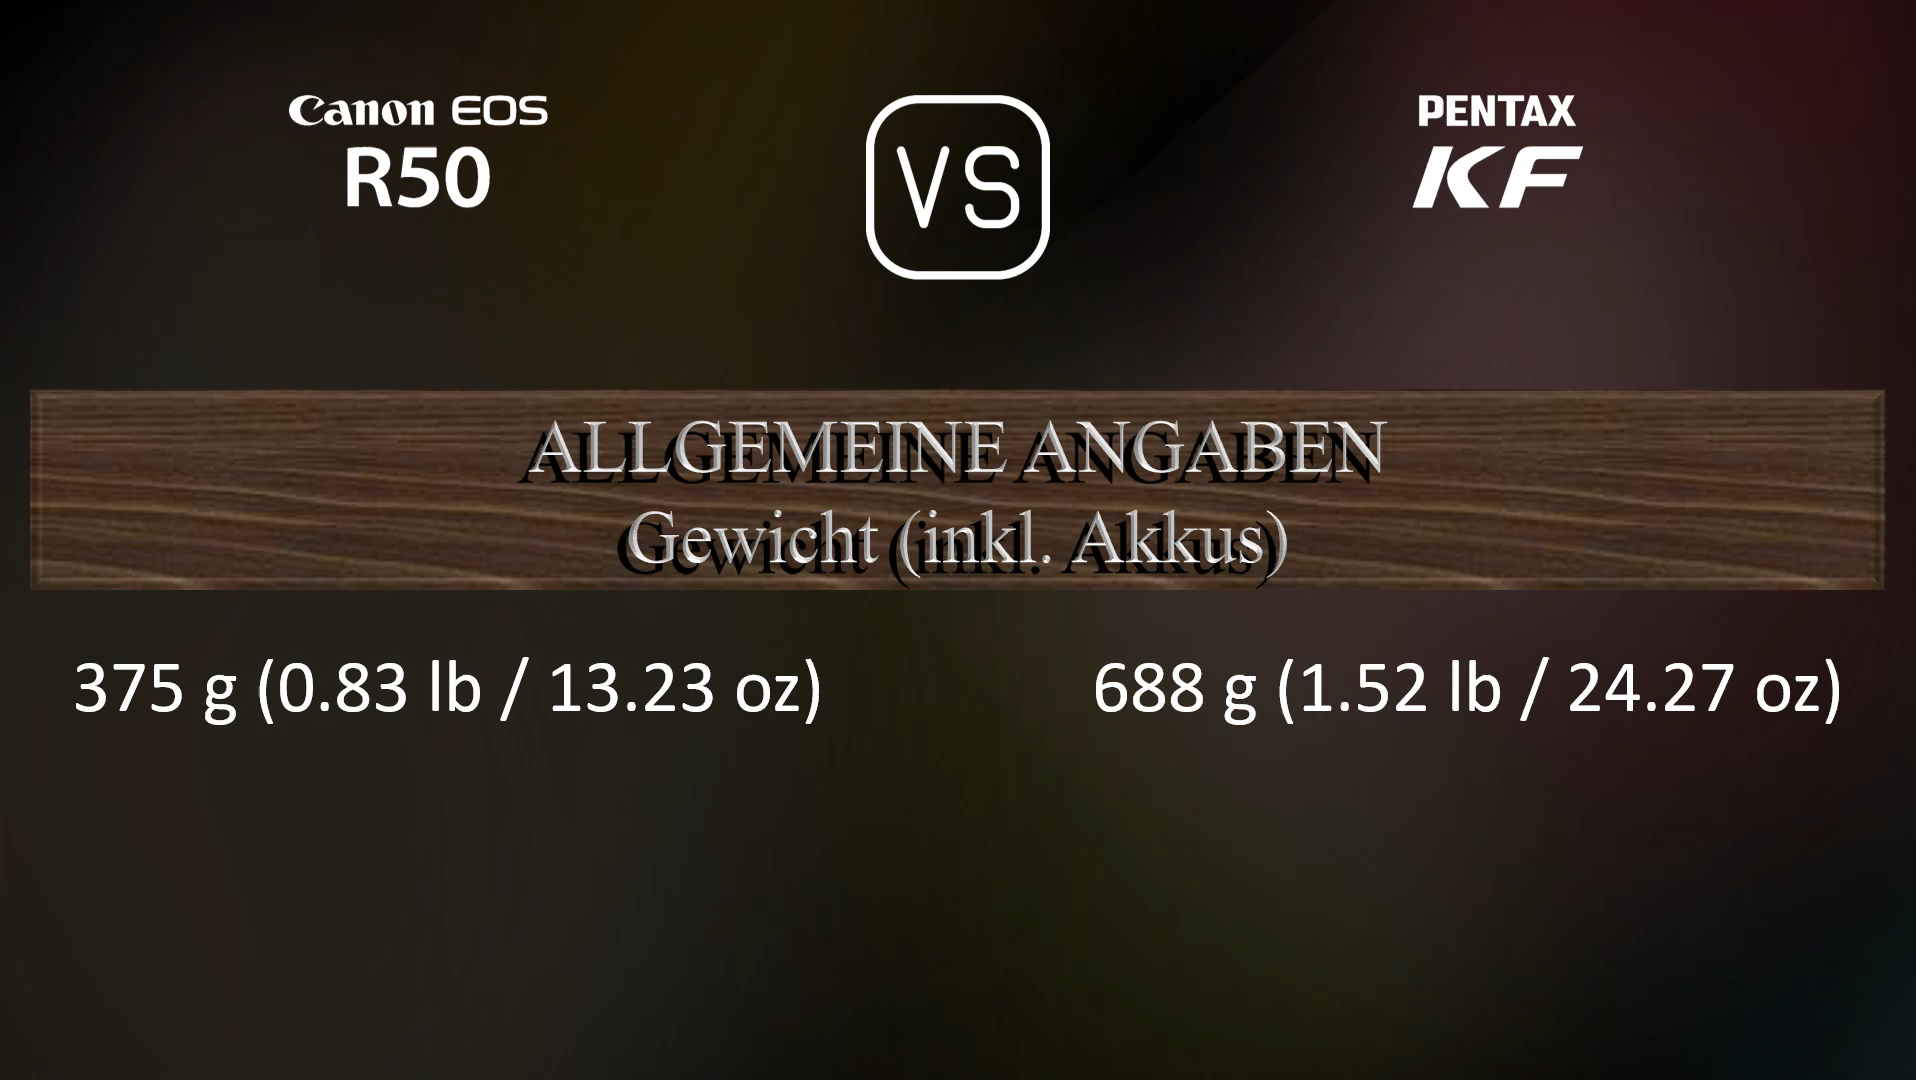 Canon EOS
R50
VS
PENTAX
KF
ALLGEMEINE ANGABEN
Gewicht (inkl. Akkus)
375 g (0.83 lb / 13.23 oz)
688 g (1.52 lb / 24.27 oz)